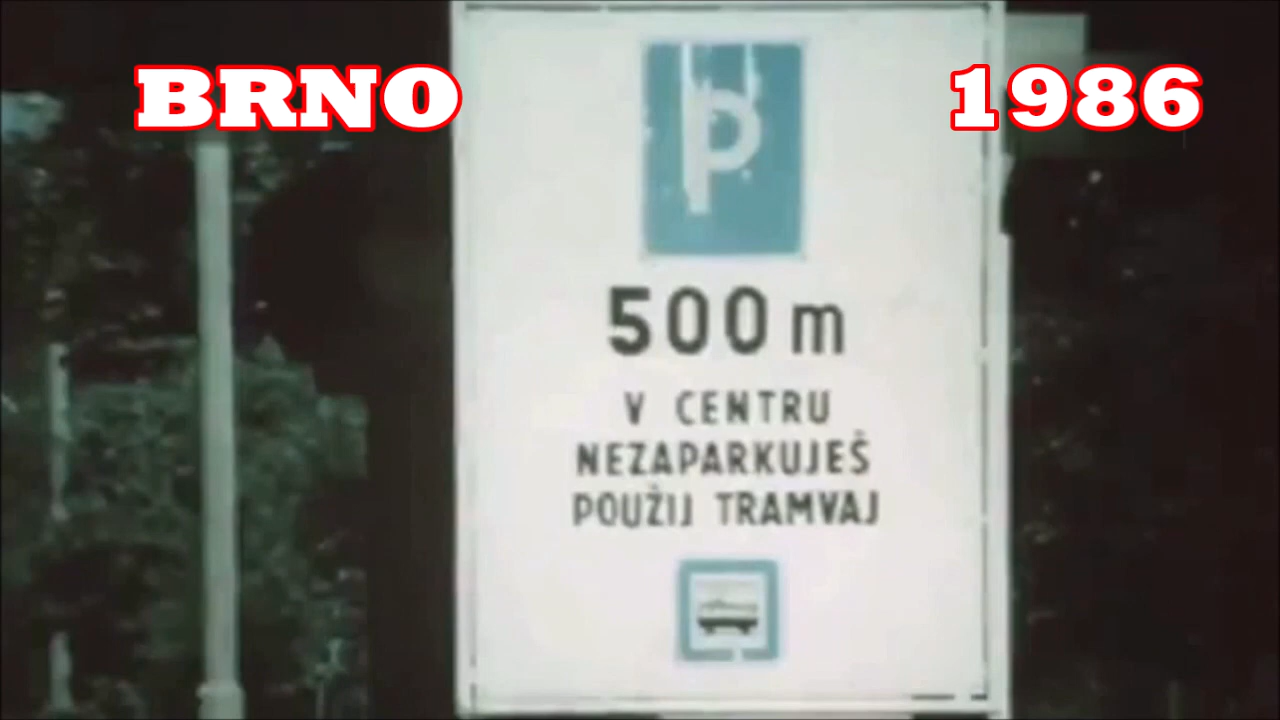 BRNO 1986
P
500 m
V CENTRU
NEZAPARKUJEŠ
POUŽIJ TRAMVAJ